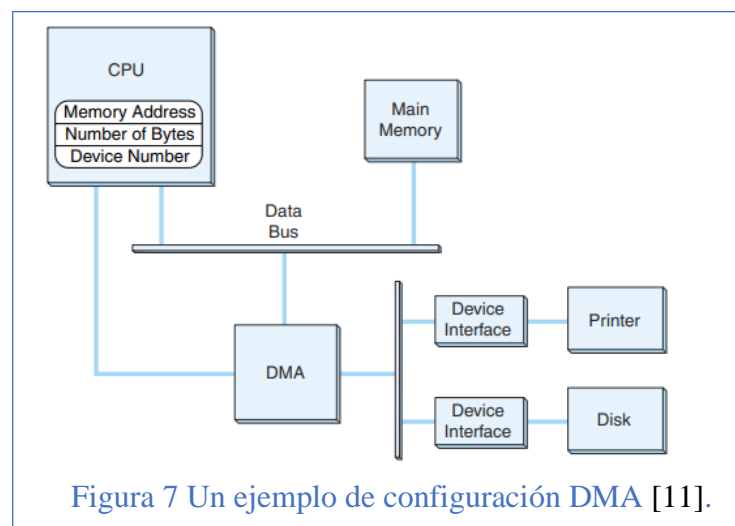 CPU
Memory Address
Number of Bytes
Device Number
Main
Memory
Data
Bus
DMA
Device
Interface
Printer
Device
Interface
Disk
Figura 7 Un ejemplo de configuración DMA [11].